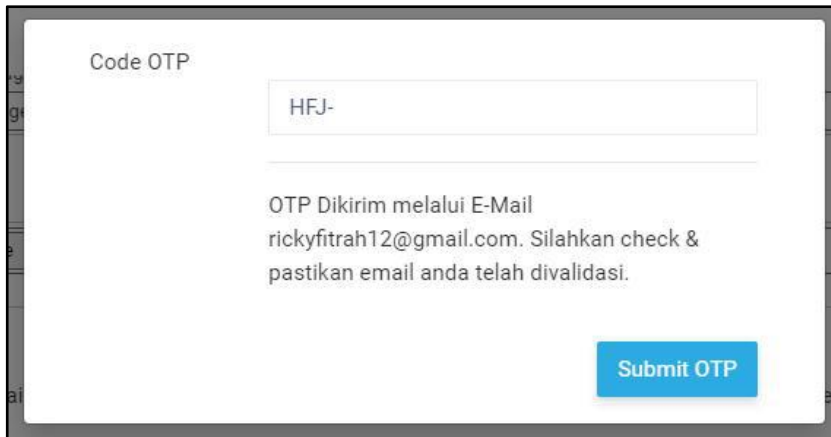 Code OTP
HFJ-
OTP Dikirim melalui E-Mail
rickyfitrah12@gmail.com. Silahkan check &
pastikan email anda telah divalidasi.
Submit OTP